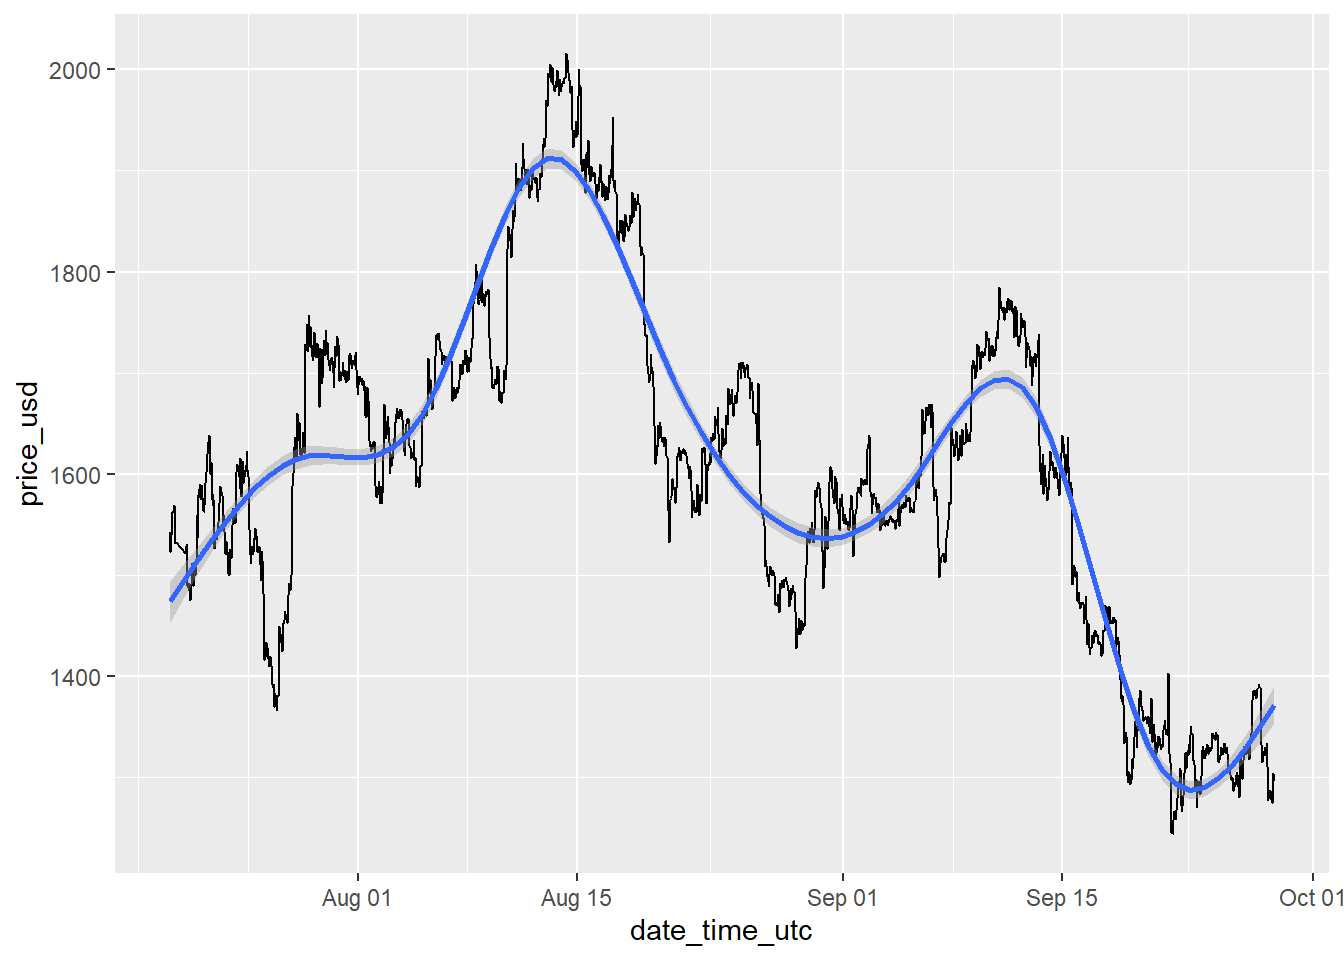 price_usd
2000
1800
1600
1400
Aug 01
Aug 15
Sep 01
Sep 15
Oct 01
date_time_utc